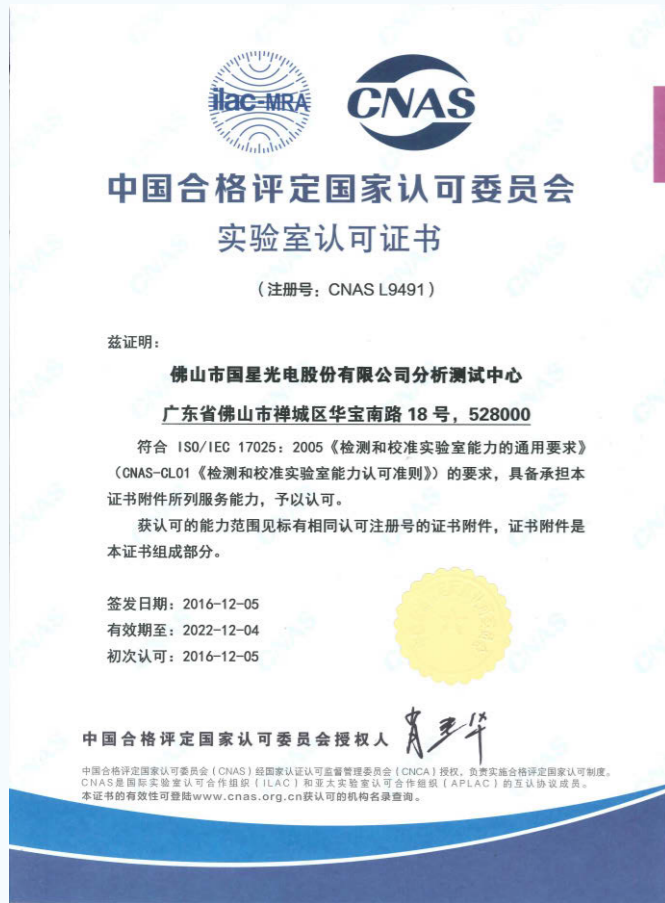 ilac-MRA
CNAS
中国合格评定国家认可委员会
实验室认可证书
（注册号：CNAS L9491）
兹证明：
佛山市国星光电股份有限公司分析测试中心
广东省佛山市禅城区华宝南路 18 号，528000
符合 ISO/IEC 17025：2005《检测和校准实验室能力的通用要求》
（CNAS-CL01《检测和校准实验室能力认可准则》）的要求，具备承担本
证书附件所列服务能力，予以认可。
获认可的能力范围见标有相同认可注册号的证书附件，证书附件是
本证书组成部分。
签发日期：2016-12-05
有效期至：2022-12-04
初次认可：2016-12-05
中国合格评定国家认可委员会授权人
中国合格评定国家认可委员会（CNAS）经国家认证认可监督管理委员会（CNCA）授权，负责实施合格评定国家认可制度。
CNAS是国际实验室认可合作组织（ILAC）和亚太实验室认可合作组织（APLAC）的互认协议成员。
本证书的有效性可登陆www.cnas.org.cn获认可的机构名录查询。